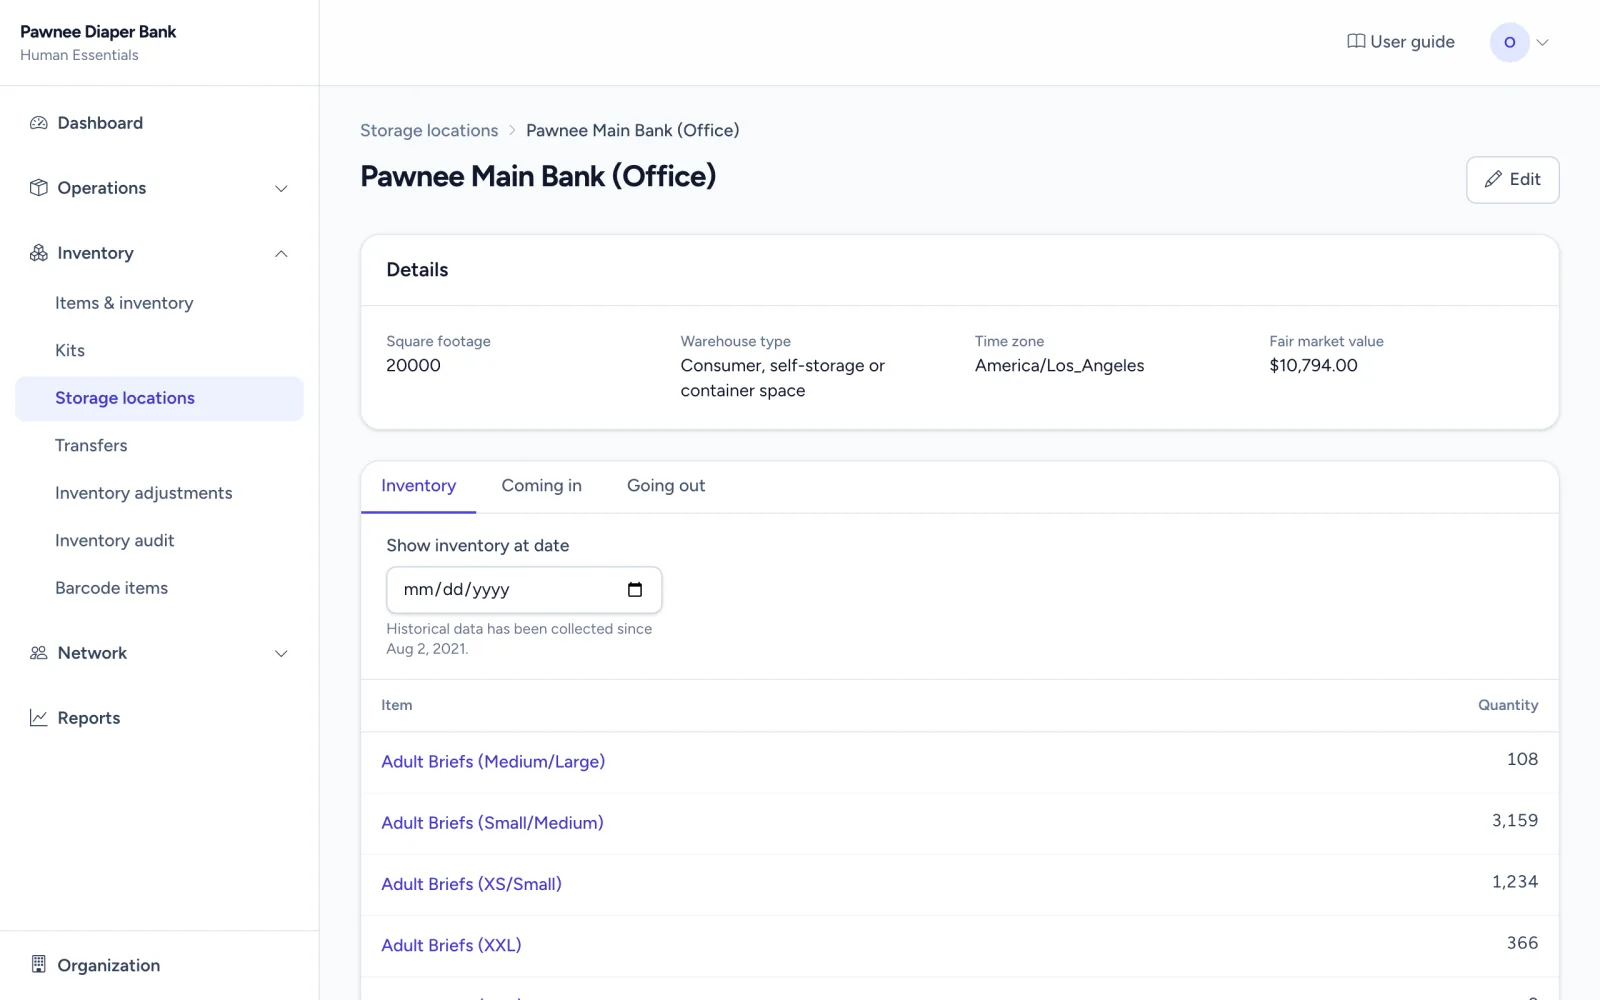 Pawnee Diaper Bank
Human Essentials
User guide
O
Dashboard
Operations
Inventory
Items & inventory
Kits
Storage locations
Transfers
Inventory adjustments
Inventory audit
Barcode items
Network
Reports
Organization
Storage locations > Pawnee Main Bank (Office)
Pawnee Main Bank (Office)
Edit
Details
Square footage
20000
Warehouse type
Consumer, self-storage or
container space
Time zone
America/Los_Angeles
Fair market value
$10,794.00
Inventory Coming in Going out
Show inventory at date
mm/dd/yyyy
Historical data has been collected since
Aug 2, 2021.
Item Quantity
Adult Briefs (Medium/Large) 108
Adult Briefs (Small/Medium) 3,159
Adult Briefs (XS/Small) 1,234
Adult Briefs (XXL) 366